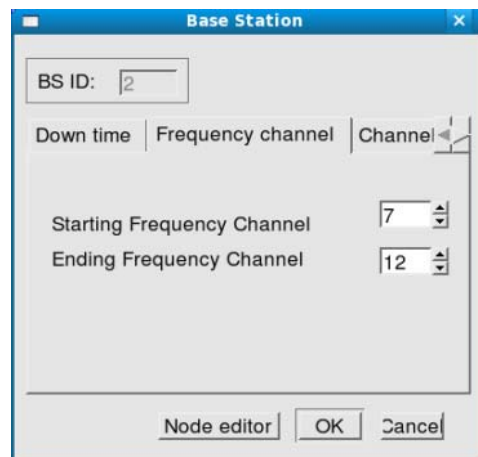 Base Station
BS ID: 2
Down time Frequency channel Channel
Starting Frequency Channel 7
Ending Frequency Channel 12
Node editor OK Cancel